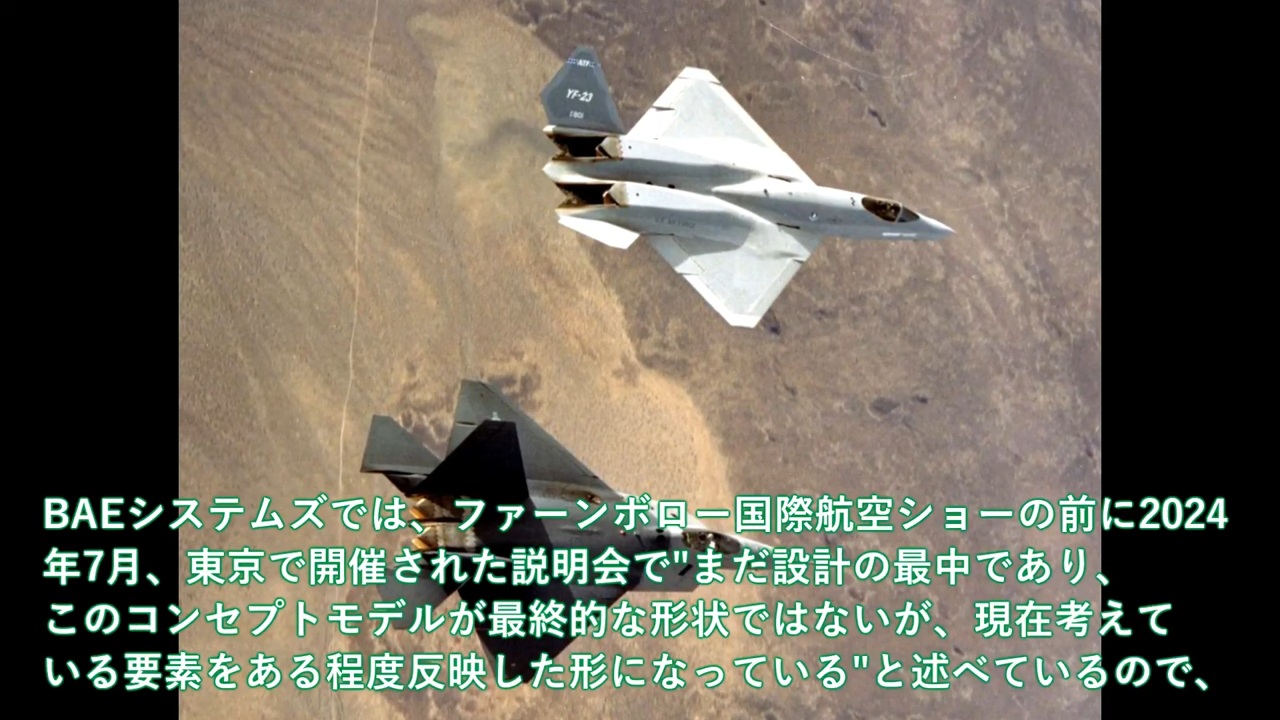 YF-23
BAEシステムズでは、ファーンボロー国際航空ショーの前に2024
年7月、東京で開催された説明会で"まだ設計の最中であり、
このコンセプトモデルが最終的な形状ではないが、現在考えて
いる要素をある程度反映した形になっている"と述べているので、